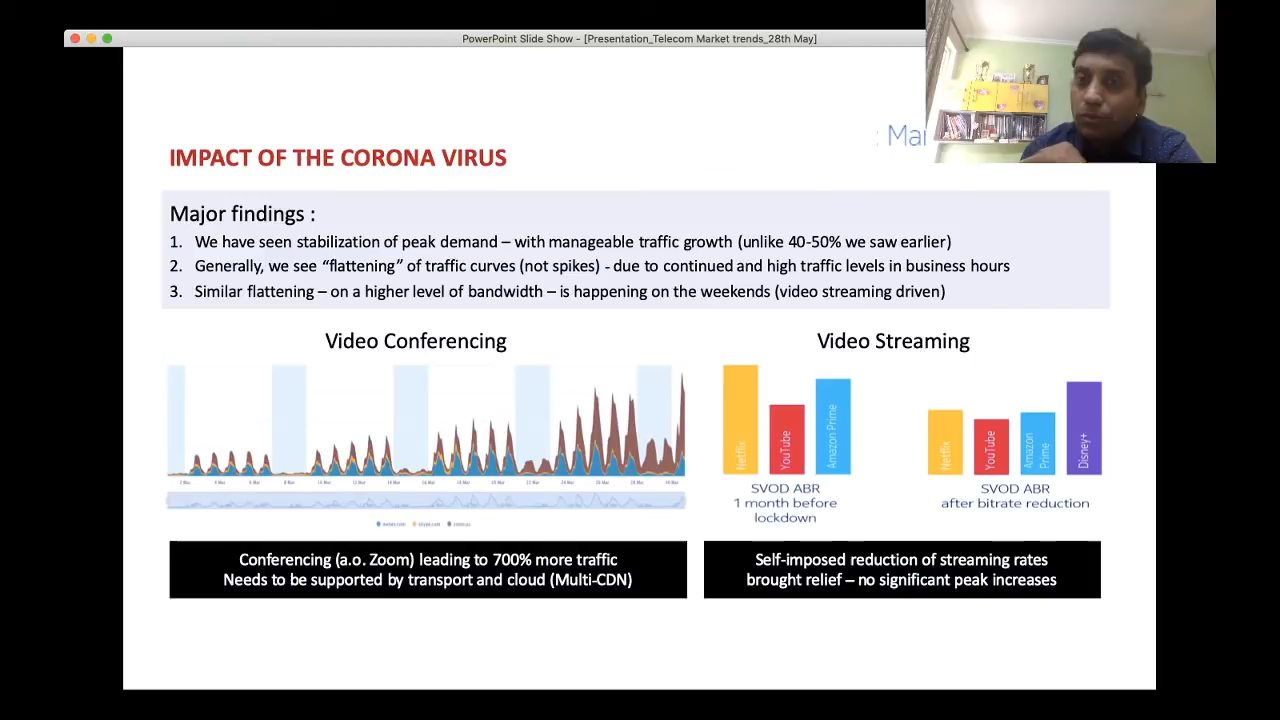 PowerPoint Slide Show - [Presentation_Telecom Market trends_28th May]
IMPACT OF THE CORONA VIRUS
Major findings :
1. We have seen stabilization of peak demand – with manageable traffic growth (unlike 40-50% we saw earlier)
2. Generally, we see “flattening” of traffic curves (not spikes) - due to continued and high traffic levels in business hours
3. Similar flattening – on a higher level of bandwidth – is happening on the weekends (video streaming driven)
Video Conferencing
Video Streaming
Netflix
YouTube
Amazon Prime
SVOD ABR
1 month before
lockdown
Netflix
YouTube
Amazon
Prime
Disney+
SVOD ABR
after bitrate reduction
Conferencing (a.o. Zoom) leading to 700% more traffic
Needs to be supported by transport and cloud (Multi-CDN)
Self-imposed reduction of streaming rates
brought relief – no significant peak increases